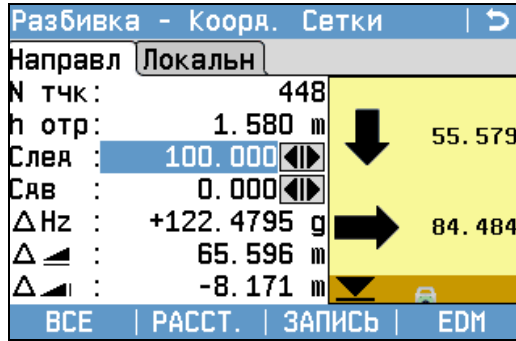 Разбивка - Коорд. Сетки
Направл Локальн
N тчк: 448
h отр: 1.580 m
След : 100.000
Сдв : 0.000
ΔHz : +122.4795 g
Δ◢ : 65.596 m
Δ◢| : -8.171 m
55.579
84.484
ВСЕ | РАССТ. | ЗАПИСЬ | EDM